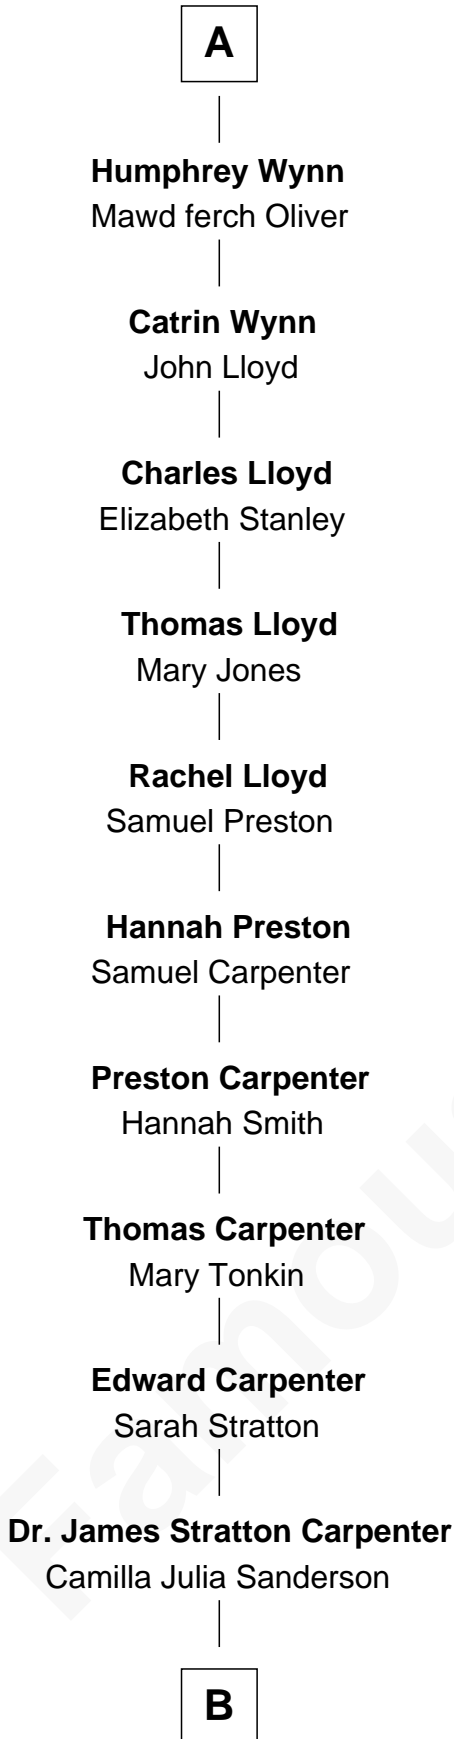 A
Humphrey Wynn
Mawd ferch Oliver
Catrin Wynn
John Lloyd
Charles Lloyd
Elizabeth Stanley
Thomas Lloyd
Mary Jones
Rachel Lloyd
Samuel Preston
Hannah Preston
Samuel Carpenter
Preston Carpenter
Hannah Smith
Thomas Carpenter
Mary Tonkin
Edward Carpenter
Sarah Stratton
Dr. James Stratton Carpenter
Camilla Julia Sanderson
B
Famou